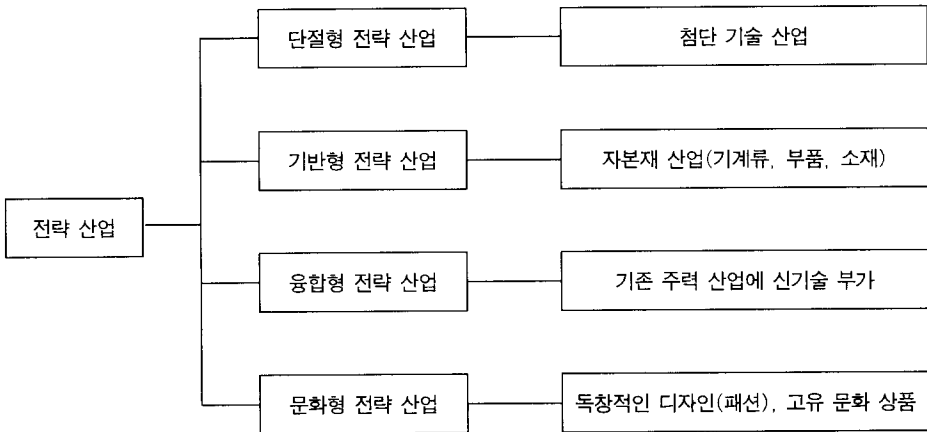 단절형 전략 산업
첨단 기술 산업
기반형 전략 산업
자본재 산업(기계류, 부품, 소재)
전략 산업
융합형 전략 산업
기존 주력 산업에 신기술 부가
문화형 전략 산업
독창적인 디자인(패션), 고유 문화 상품